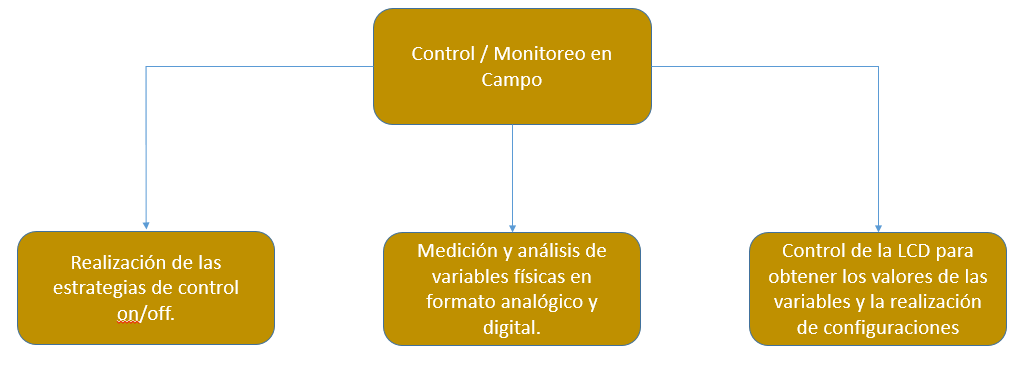 Control / Monitoreo en
Campo
Realización de las
estrategias de control
on/off.
Medición y análisis de
variables físicas en
formato analógico y
digital.
Control de la LCD para
obtener los valores de las
variables y la realización
de configuraciones